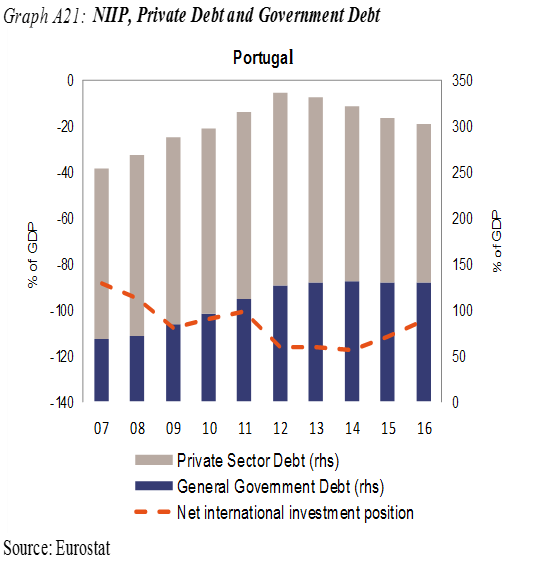 Graph A21: NIIP, Private Debt and Government Debt
Portugal
0
-20
-40
-60
-80
-100
-120
-140
% of GDP
350
300
250
200
150
100
50
0
% of GDP
07 08 09 10 11 12 13 14 15 16
Private Sector Debt (rhs)
General Government Debt (rhs)
Net international investment position
Source: Eurostat